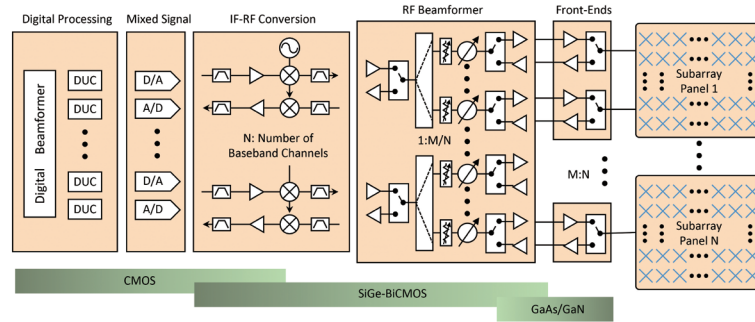 Digital Processing
Mixed Signal
IF-RF Conversion
RF Beamformer
Front-Ends
Digital Beamformer
DUC
DUC
DUC
DUC
D/A
A/D
D/A
A/D
N: Number of
Baseband Channels
1:M/N
M:N
Subarray
Panel 1
Subarray
Panel N
CMOS
SiGe-BiCMOS
GaAs/GaN